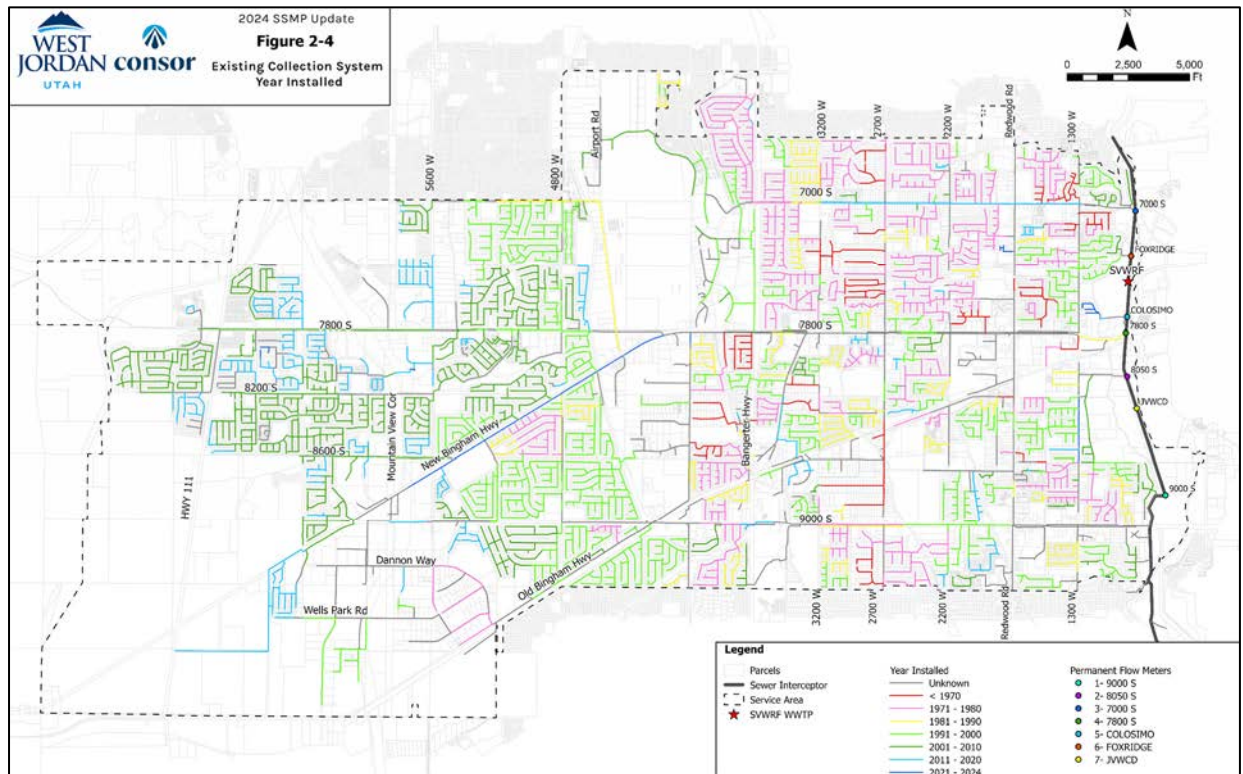 WEST
JORDAN
UTAH
consor
2024 SSMP Update
Figure 2-4
Existing Collection System
Year Installed
N
0 2,500 5,000
Ft
5600 W
4800 W
Airport Rd
3200 W
2700 W
2200 W
Redwood Rd
1300 W
7000 S
7000 S
FOXRIDGE
SVWRF
COLOSIMO
7800 S
7800 S
7800 S
8050 S
8200 S
JVWCD
Mountain View Cor
New Bingham Hwy
Bangerter Hwy
8600 S
HWY 111
9000 S
9000 S
Dannon Way
Old Bingham Hwy
Wells Park Rd
3200 W
2700 W
2200 W
Redwood Rd
1300 W
Legend
Parcels
Sewer Interceptor
Service Area
SVWRF WWTP
Year Installed
Unknown
< 1970
1971 - 1980
1981 - 1990
1991 - 2000
2001 - 2010
2011 - 2020
2021 - 2024
Permanent Flow Meters
1- 9000 S
2- 8050 S
3- 7000 S
4- 7800 S
5- COLOSIMO
6- FOXRIDGE
7- JVWCD